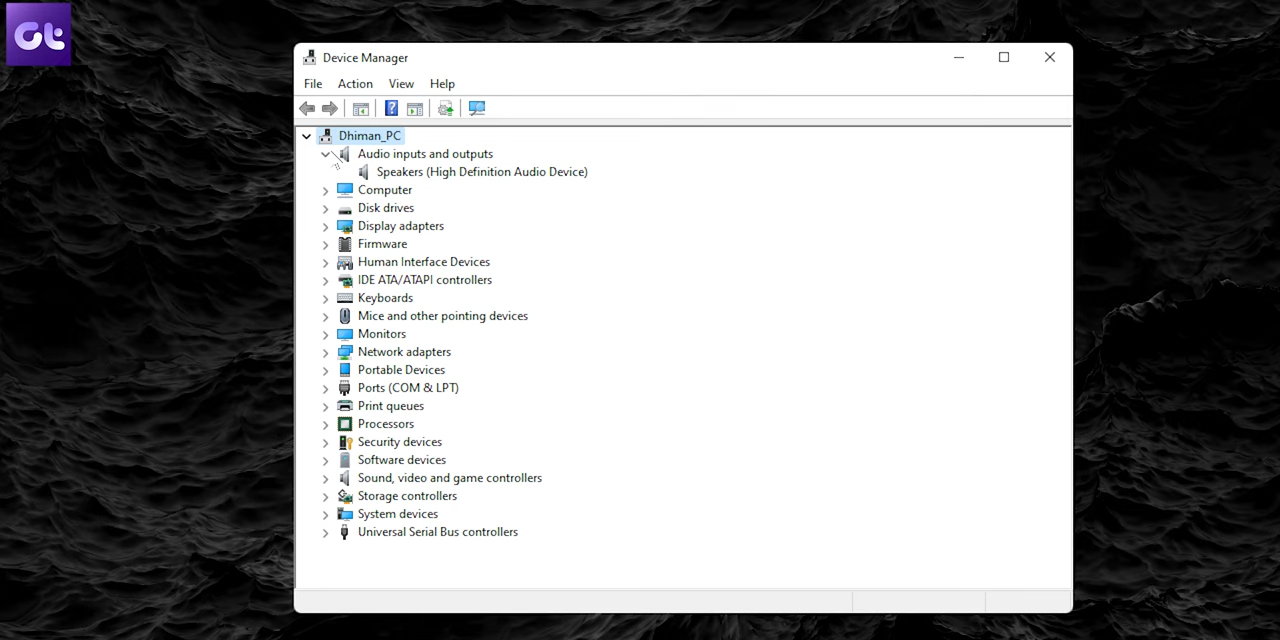 Gt
Device Manager
File Action View Help
Dhiman_PC
Audio inputs and outputs
Speakers (High Definition Audio Device)
Computer
Disk drives
Display adapters
Firmware
Human Interface Devices
IDE ATA/ATAPI controllers
Keyboards
Mice and other pointing devices
Monitors
Network adapters
Portable Devices
Ports (COM & LPT)
Print queues
Processors
Security devices
Software devices
Sound, video and game controllers
Storage controllers
System devices
Universal Serial Bus controllers